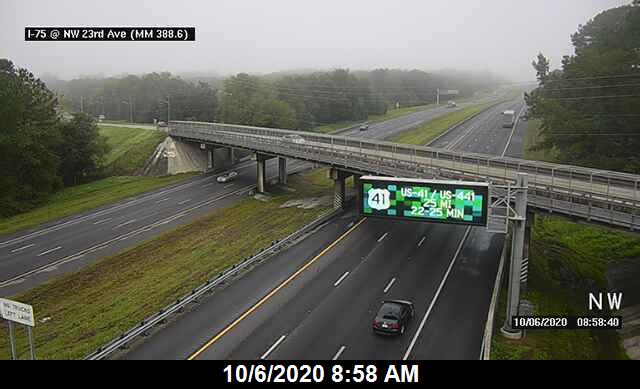 I-75 @ NW 23rd Ave (MM 388.6)
41
US-41 / US-441
25 MI
22-25 MIN
NO TRUCKS
LEFT LANE
NW
10/06/2020 08:58:40
10/6/2020 8:58 AM